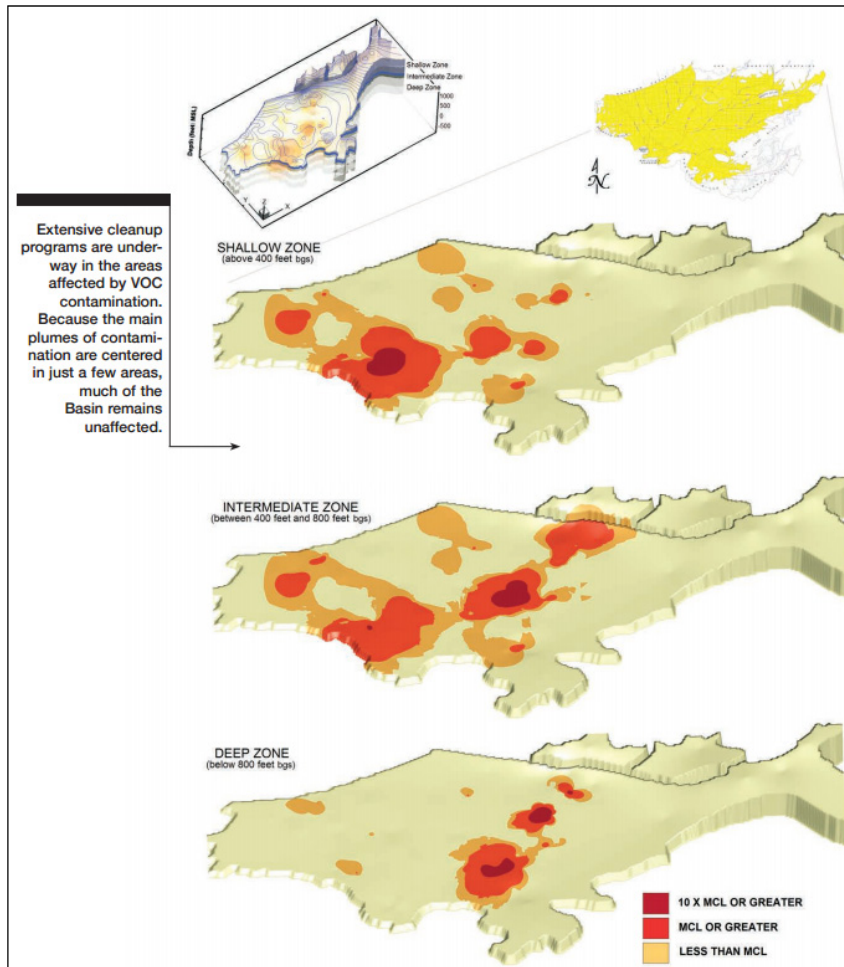 Shallow Zone
Intermediate Zone
Deep Zone
1000
500
0
-500
Depth (feet MSL)
Y
Z
X
N
Extensive cleanup
programs are under-
way in the areas
affected by VOC
contamination.
Because the main
plumes of contami-
nation are centered
in just a few areas,
much of the
Basin remains
unaffected.
SHALLOW ZONE
(above 400 feet bgs)
INTERMEDIATE ZONE
(between 400 feet and 800 feet bgs)
DEEP ZONE
(below 800 feet bgs)
10 X MCL OR GREATER
MCL OR GREATER
LESS THAN MCL